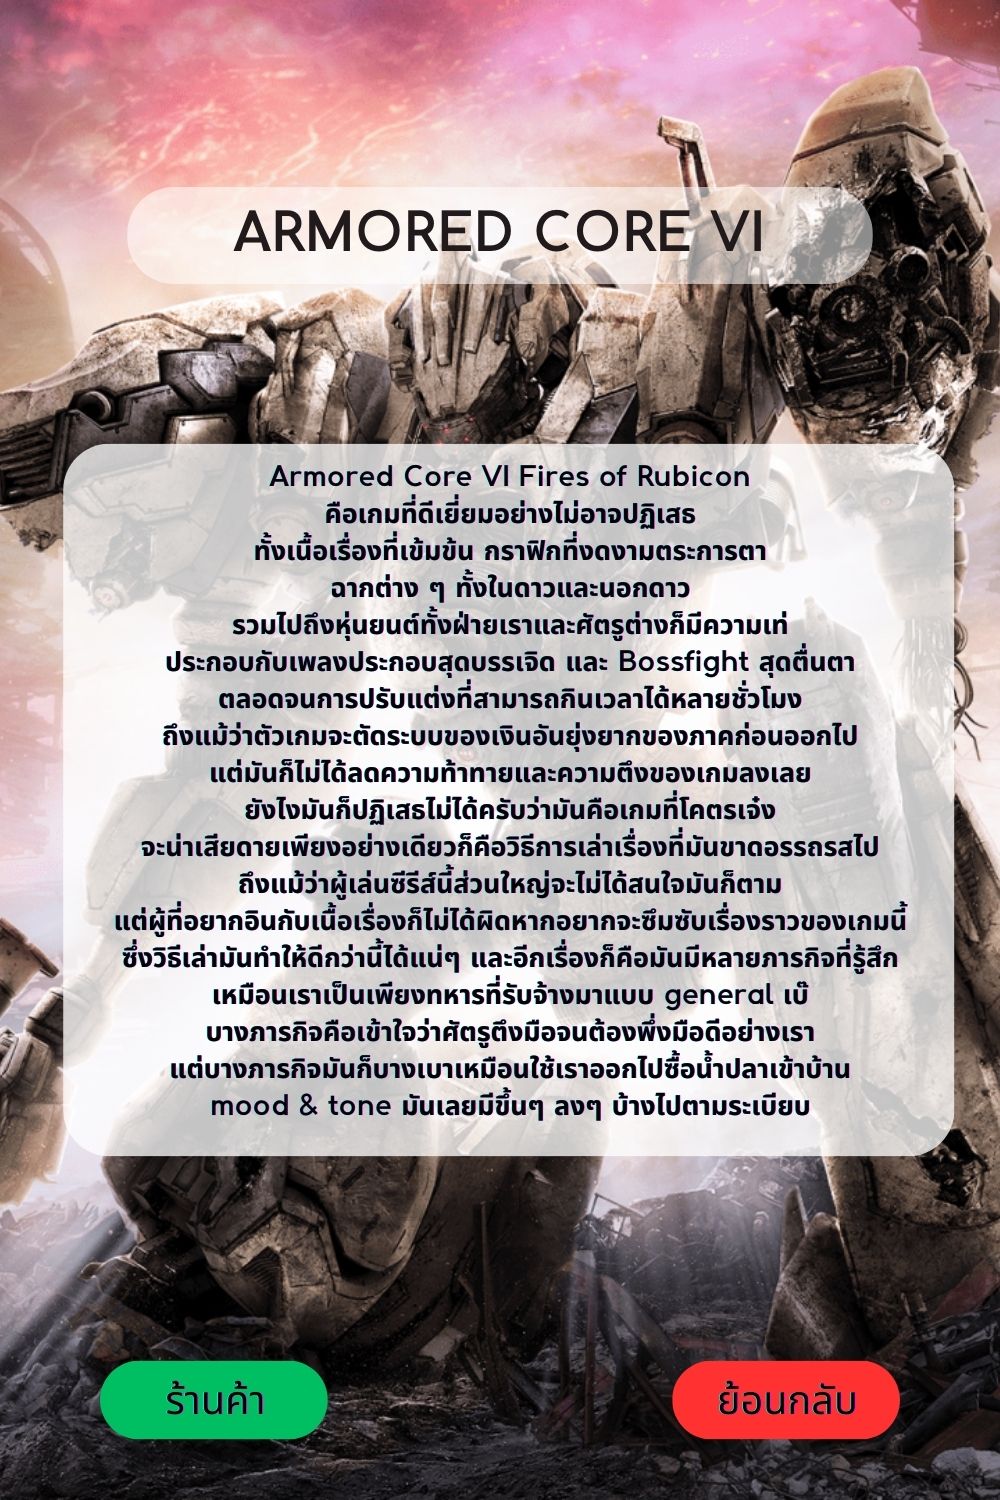 ARMORED CORE VI
Armored Core VI Fires of Rubicon
คือเกมที่ดีเยี่ยมอย่างไม่อาจปฏิเสธ
ทั้งเนื้อเรื่องที่เข้มข้น กราฟิกที่งดงามตระการตา
ฉากต่าง ๆ ทั้งในดาวและนอกดาว
รวมไปถึงหุ่นยนต์ทั้งฝ่ายเราและศัตรูต่างก็มีความเท่
ประกอบกับเพลงประกอบสุดบรรเจิด และ Bossfight สุดตื่นตา
ตลอดจนการปรับแต่งที่สามารถกินเวลาได้หลายชั่วโมง
ถึงแม้ว่าตัวเกมจะตัดระบบของเงินอันยุ่งยากของภาคก่อนออกไป
แต่มันก็ไม่ได้ลดความท้าทายและความตึงของเกมลงเลย
ยังไงมันก็ปฏิเสธไม่ได้ครับว่ามันคือเกมที่โคตรเจ๋ง
จะน่าเสียดายเพียงอย่างเดียวก็คือวิธีการเล่าเรื่องที่มันขาดอรรถรสไป
ถึงแม้ว่าผู้เล่นซีรีส์นี้ส่วนใหญ่จะไม่ได้สนใจมันก็ตาม
แต่ผู้ที่อยากอินกับเนื้อเรื่องก็ไม่ได้ผิดหากอยากจะซึมซับเรื่องราวของเกมนี้
ซึ่งวิธีเล่ามันทำให้ดีกว่านี้ได้แน่ๆ และอีกเรื่องก็คือมันมีหลายภารกิจที่รู้สึก
เหมือนเราเป็นเพียงทหารที่รับจ้างมาแบบ general เบ๊
บางภารกิจคือเข้าใจว่าศัตรูตึงมือจนต้องพึ่งมือดีอย่างเรา
แต่บางภารกิจมันก็บางเบาเหมือนใช้เราออกไปซื้อน้ำปลาเข้าบ้าน
mood & tone มันเลยมีขึ้นๆ ลงๆ บ้างไปตามระเบียบ
ร้านค้า
ย้อนกลับ